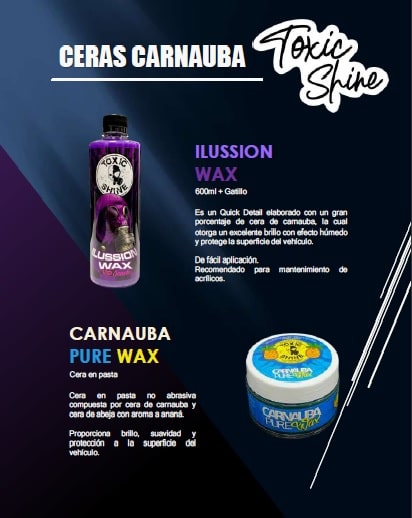 CERAS CARNAUBA
Toxic
Shine
ILUSSION
WAX
600ml + Gatillo
Es un Quick Detail elaborado con un gran
porcentaje de cera de carnauba, la cual
otorga un excelente brillo con efecto húmedo
y protege la superficie del vehículo.
De fácil aplicación.
Recomendado para mantenimiento de
acrílicos.
TOXIC
SHINE
ILUSSION
WAX
CARNAUBA
PURE WAX
Cera en pasta
Cera en pasta no abrasiva
compuesta por cera de carnauba y
cera de abeja con aroma a ananá.
Proporciona brillo, suavidad y
protección a la superficie del
vehículo.
TOXIC
SHINE
CARNAUBA
PURE Wax